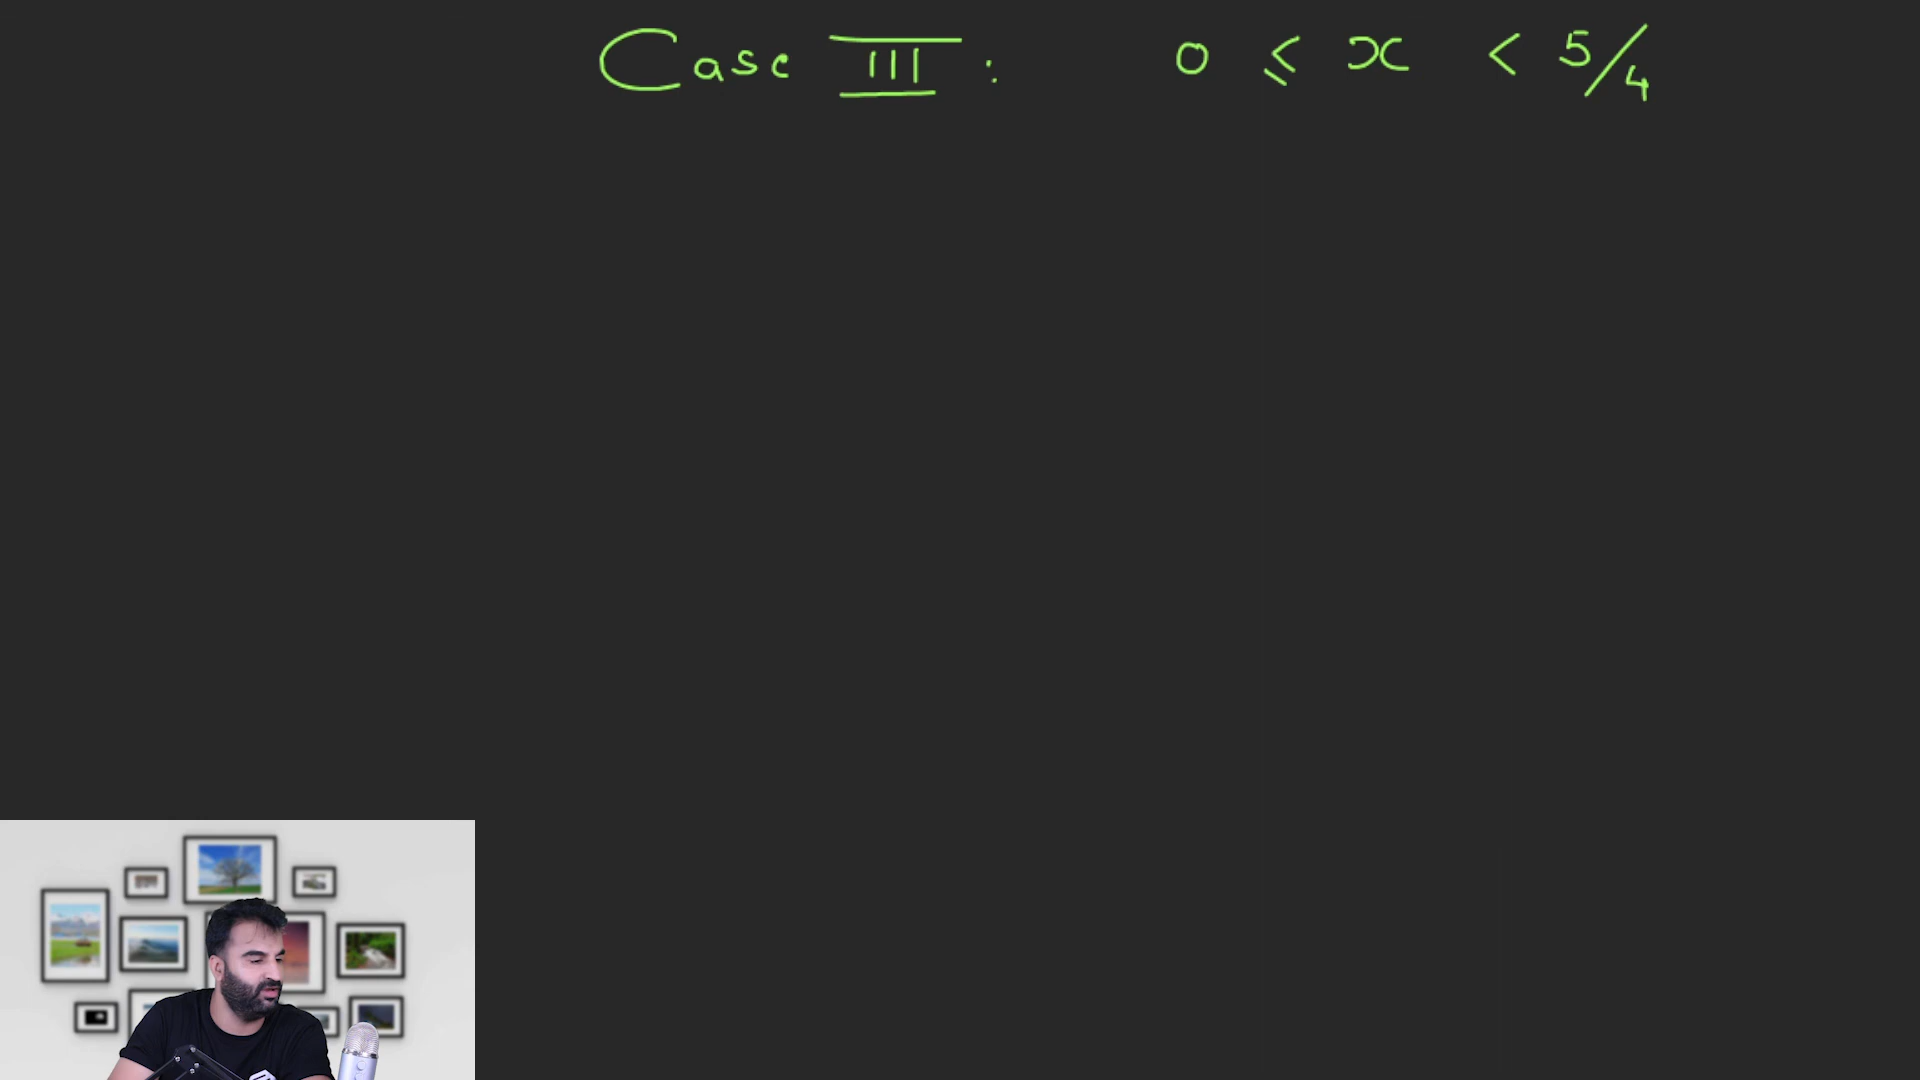 Case III : 0 ≤ x < 5/4